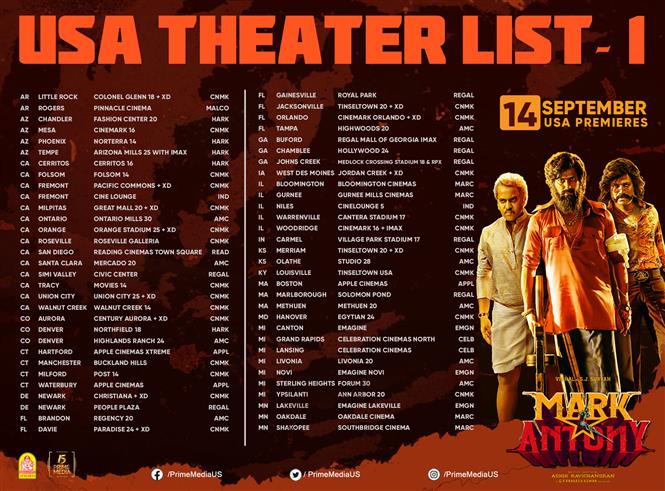 USA THEATER LIST - 1
AR LITTLE ROCK COLONEL GLENN 18 + XD CNMK
AR ROGERS PINNACLE CINEMA MALCO
AZ CHANDLER FASHION CENTER 20 HARK
AZ MESA CINEMARK 16 CNMK
AZ PHOENIX NORTERRA 14 HARK
AZ TEMPE ARIZONA MILLS 25 WITH IMAX HARK
CA CERRITOS CERRITOS 16 HARK
CA FOLSOM FOLSOM 14 CNMK
CA FREMONT PACIFIC COMMONS + XD CNMK
CA FREMONT CINE LOUNGE IND
CA MILPITAS GREAT MALL 20 + XD CNMK
CA ONTARIO ONTARIO MILLS 30 AMC
CA ORANGE ORANGE STADIUM 25 + XD CNMK
CA ROSEVILLE ROSEVILLE GALLERIA CNMK
CA SAN DIEGO READING CINEMAS TOWN SQUARE READ
CA SANTA CLARA MERCADO 20 AMC
CA SIMI VALLEY CIVIC CENTER REGAL
CA TRACY MOVIES 14 CNMK
CA UNION CITY UNION CITY 25 + XD CNMK
CA WALNUT CREEK WALNUT CREEK 14 CNMK
CO AURORA CENTURY AURORA + XD CNMK
CO DENVER NORTHFIELD 18 HARK
CO DENVER HIGHLANDS RANCH 24 AMC
CT HARTFORD APPLE CINEMAS XTREME APPL
CT MANCHESTER BUCKLAND HILLS CNMK
CT MILFORD POST 14 CNMK
CT WATERBURY APPLE CINEMAS APPL
DE NEWARK CHRISTIANA + XD CNMK
DE NEWARK PEOPLE PLAZA REGAL
FL BRANDON REGENCY 20 AMC
FL DAVIE PARADISE 24 + XD CNMK
FL GAINESVILLE ROYAL PARK REGAL
FL JACKSONVILLE TINSELTOWN 20 + XD CNMK
FL ORLANDO CINEMARK ORLANDO + XD CNMK
FL TAMPA HIGHWOODS 20 AMC
GA BUFORD REGAL MALL OF GEORGIA IMAX REGAL
GA CHAMBLEE HOLLYWOOD 24 REGAL
GA JOHNS CREEK MEDLOCK CROSSING STADIUM 18 & RPX REGAL
IA WEST DES MOINES JORDAN CREEK + XD CNMK
IL BLOOMINGTON BLOOMINGTON CINEMAS MARC
IL GURNEE GURNEE MILLS CINEMAS MARC
IL NILES CINELOUNGE 5 IND
IL WARRENVILLE CANTERA STADIUM 17 CNMK
IL WOODRIDGE CINEMARK 16 + IMAX CNMK
IN CARMEL VILLAGE PARK STADIUM 17 REGAL
KS MERRIAM TINSELTOWN 20 + XD CNMK
KS OLATHE STUDIO 28 AMC
KY LOUISVILLE TINSELTOWN USA CNMK
MA BOSTON APPLE CINEMAS APPL
MA MARLBOROUGH SOLOMON POND REGAL
MA METHUEN METHUEN 20 AMC
MD HANOVER EGYTIAN 24 CNMK
MI CANTON EMAGINE EMGN
MI GRAND RAPIDS CELEBRATION CINEMAS NORTH CELB
MI LANSING CELEBRATION CINEMAS CELB
MI LIVONIA LIVONIA 20 AMC
MI NOVI EMAGINE NOVI EMGN
MI STERLING HEIGHTS FORUM 30 AMC
MI YPSILANTI ANN ARBOR 20 CNMK
MN LAKEVILLE EMAGINE LAKEVILLE EMGN
MN OAKDALE OAKDALE CINEMA MARC
MN SHAKOPEE SOUTHBRIDGE CINEMA MARC
14 SEPTEMBER
USA PREMIERES
VISHAL S.J. SURYAH
MARK
ANTONY
ADHIK RAVICHANDRAN
PRIME
MEDIA
/PrimeMediaUS
/PrimeMediaUS
/PrimeMediaUS